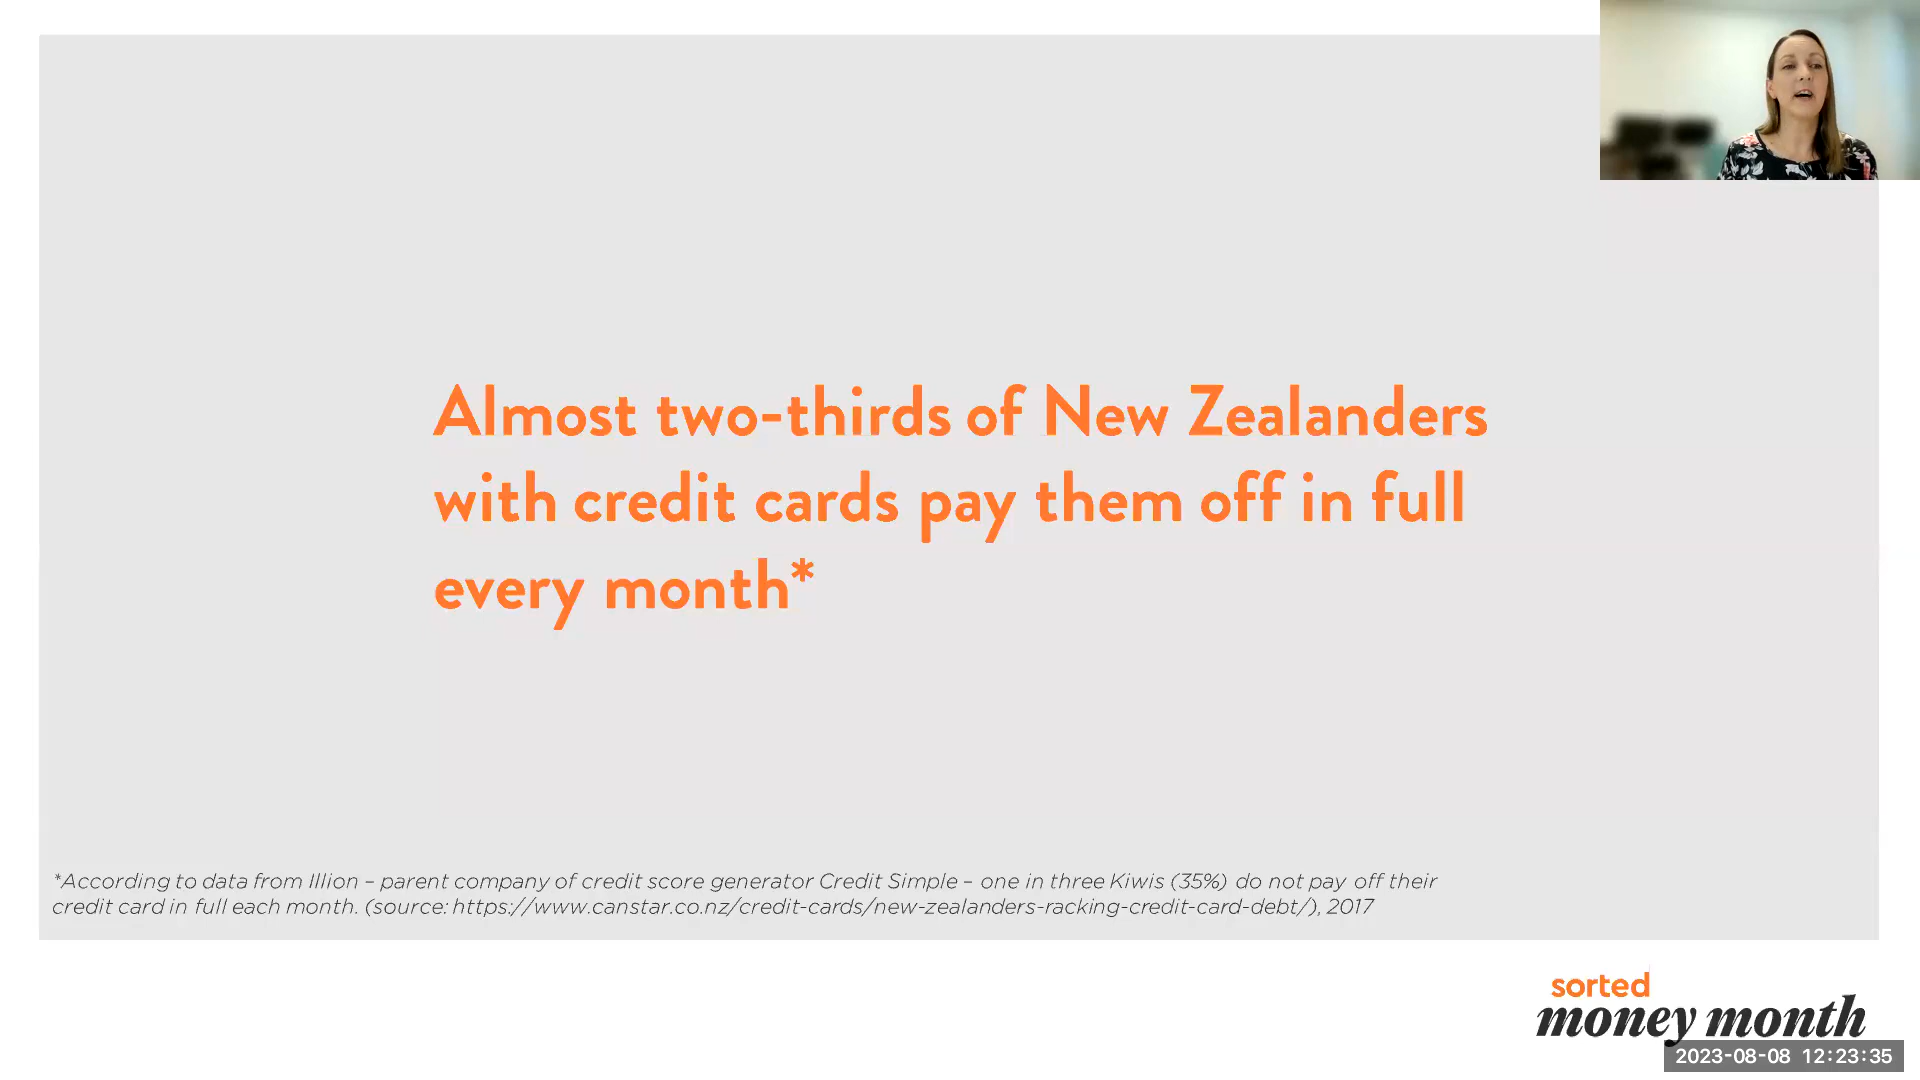 Almost two-thirds of New Zealanders
with credit cards pay them off in full
every month*
*According to data from Illion – parent company of credit score generator Credit Simple – one in three Kiwis (35%) do not pay off their
credit card in full each month. (source: https://www.canstar.co.nz/credit-cards/new-zealanders-racking-credit-card-debt/), 2017
sorted
money month
2023-08-08 12:23:35